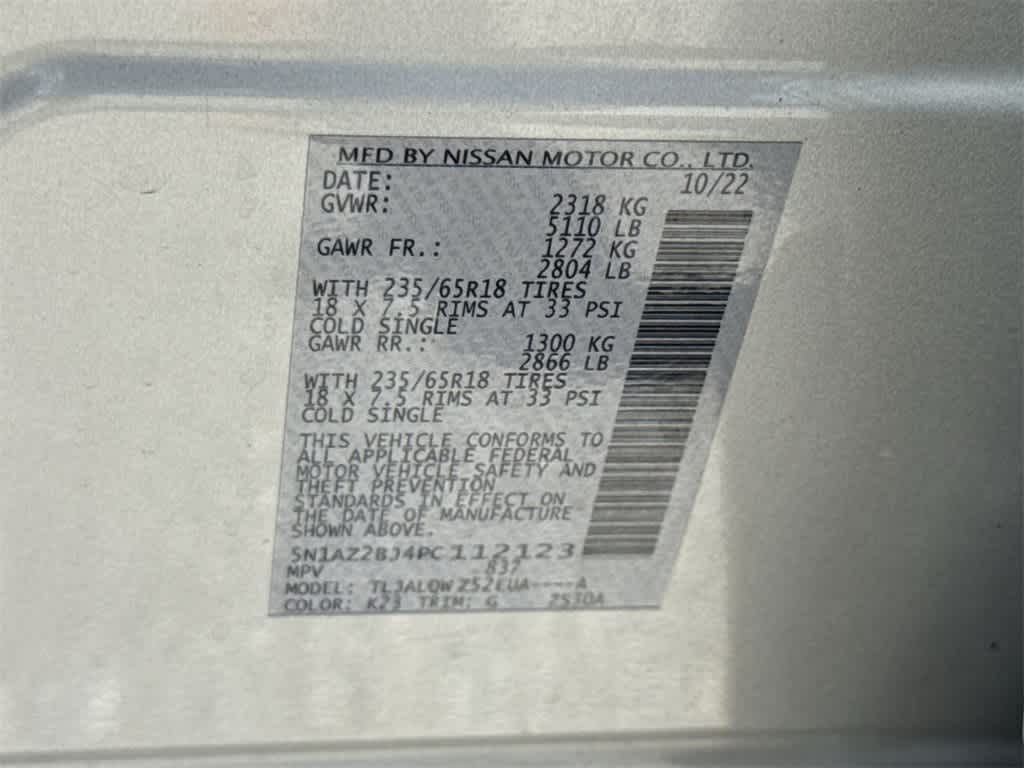 MFD BY NISSAN MOTOR CO., LTD.
DATE: 10/22
GVWR: 2318 KG
5110 LB
GAWR FR.: 1272 KG
2804 LB
WITH 235/65R18 TIRES
18 X 7.5 RIMS AT 33 PSI
COLD SINGLE
GAWR RR.: 1300 KG
2866 LB
WITH 235/65R18 TIRES
18 X 7.5 RIMS AT 33 PSI
COLD SINGLE
THIS VEHICLE CONFORMS TO
ALL APPLICABLE FEDERAL
MOTOR VEHICLE SAFETY AND
THEFT PREVENTION
STANDARDS IN EFFECT ON
THE DATE OF MANUFACTURE
SHOWN ABOVE.
5N1AZ2BJ4PC112123
MPV 837
MODEL:
COLOR: K23 TRIM: G